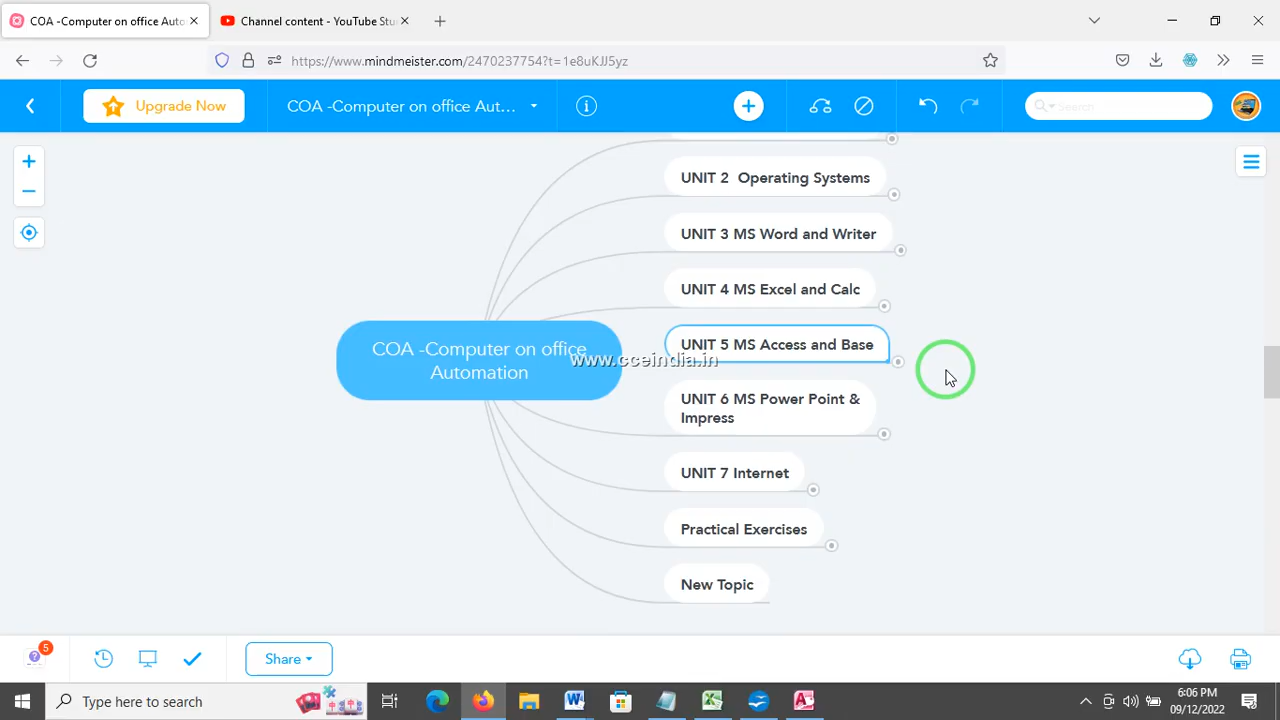 COA -Computer on office Auto
Channel content - YouTube Stu
https://www.mindmeister.com/2470237754?t=1e8uKJJ5yz
Upgrade Now
COA -Computer on office Aut...
Search
UNIT 2 Operating Systems
UNIT 3 MS Word and Writer
UNIT 4 MS Excel and Calc
UNIT 5 MS Access and Base
COA -Computer on office
Automation
www.cceindia.in
UNIT 6 MS Power Point &
Impress
UNIT 7 Internet
Practical Exercises
New Topic
5
Share
Type here to search
6:06 PM
09/12/2022